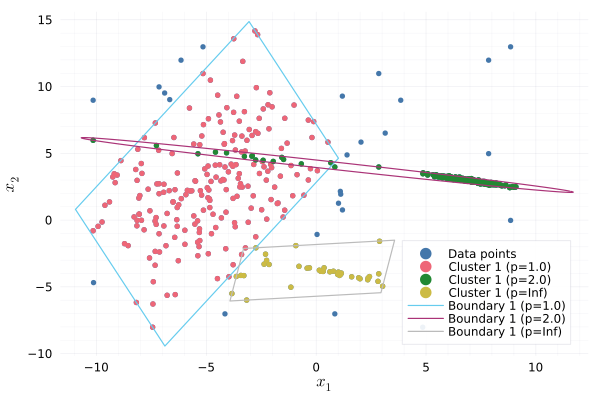 15
10
5
0
−5
−10
x₂
Data points
Cluster 1 (p=1.0)
Cluster 1 (p=2.0)
Cluster 1 (p=Inf)
Boundary 1 (p=1.0)
Boundary 1 (p=2.0)
Boundary 1 (p=Inf)
−10 −5 0 5 10
x₁